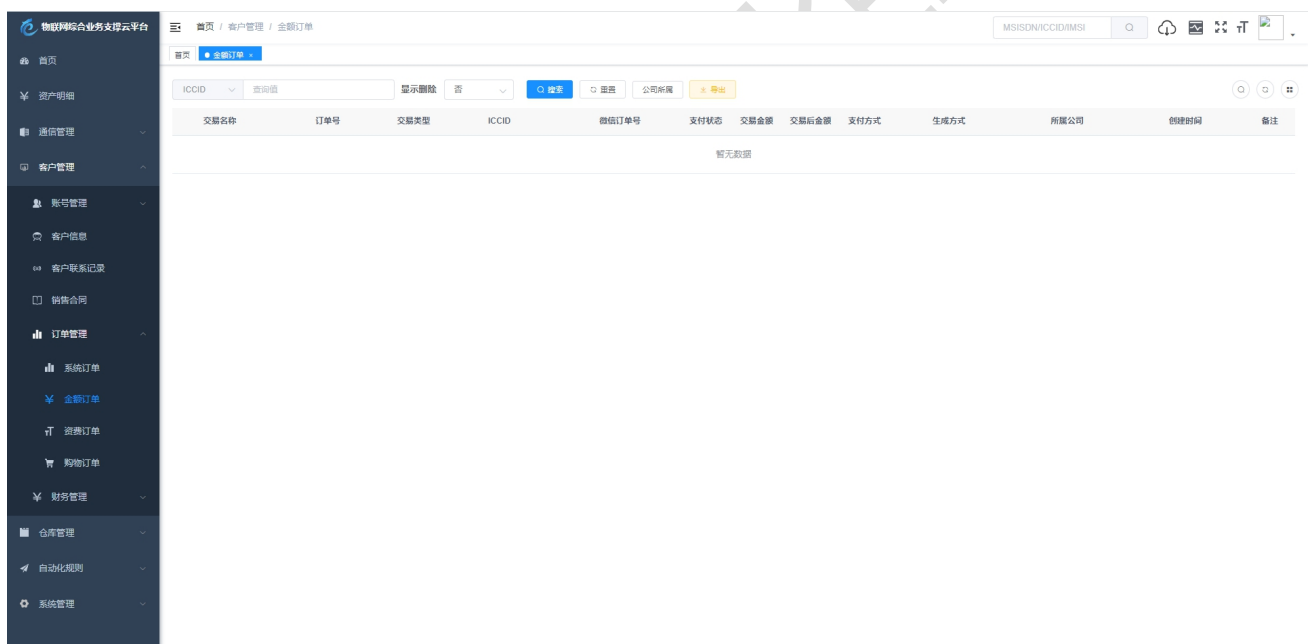 物联网综合业务支撑云平台
首页 / 客户管理 / 金额订单
MSISDN/ICCID/IMSI
首页
金额订单 ×
首页
资产明细
通信管理
客户管理
账号管理
客户信息
客户联系记录
销售合同
订单管理
系统订单
金额订单
资费订单
购物订单
财务管理
仓库管理
自动化规则
系统管理
ICCID 查询值 显示删除 否 搜索 重置 公司所属 导出
交易名称 订单号 交易类型 ICCID 微信订单号 支付状态 交易金额 交易后金额 支付方式 生成方式 所属公司 创建时间 备注
暂无数据